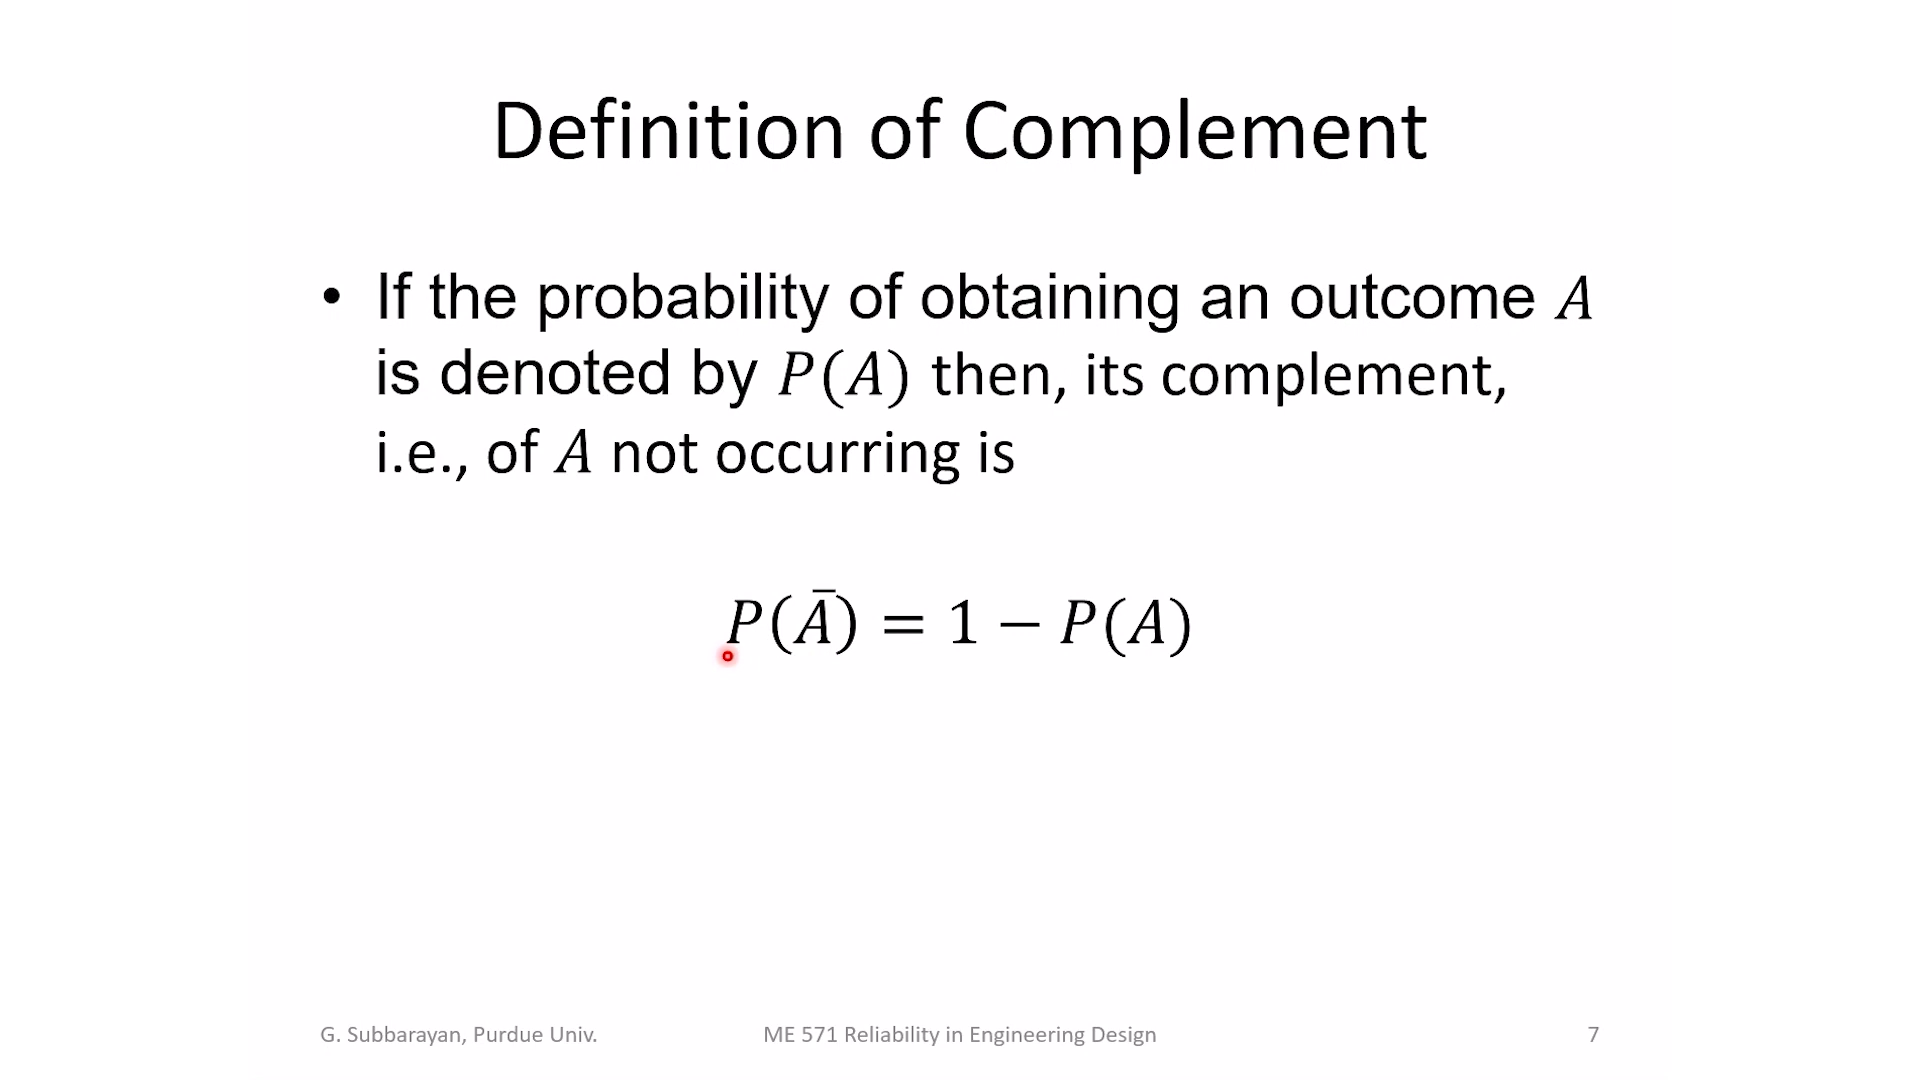 Definition of Complement
• If the probability of obtaining an outcome A
is denoted by P(A) then, its complement,
i.e., of A not occurring is
P(Ā) = 1 − P(A)
G. Subbarayan, Purdue Univ.
ME 571 Reliability in Engineering Design
7